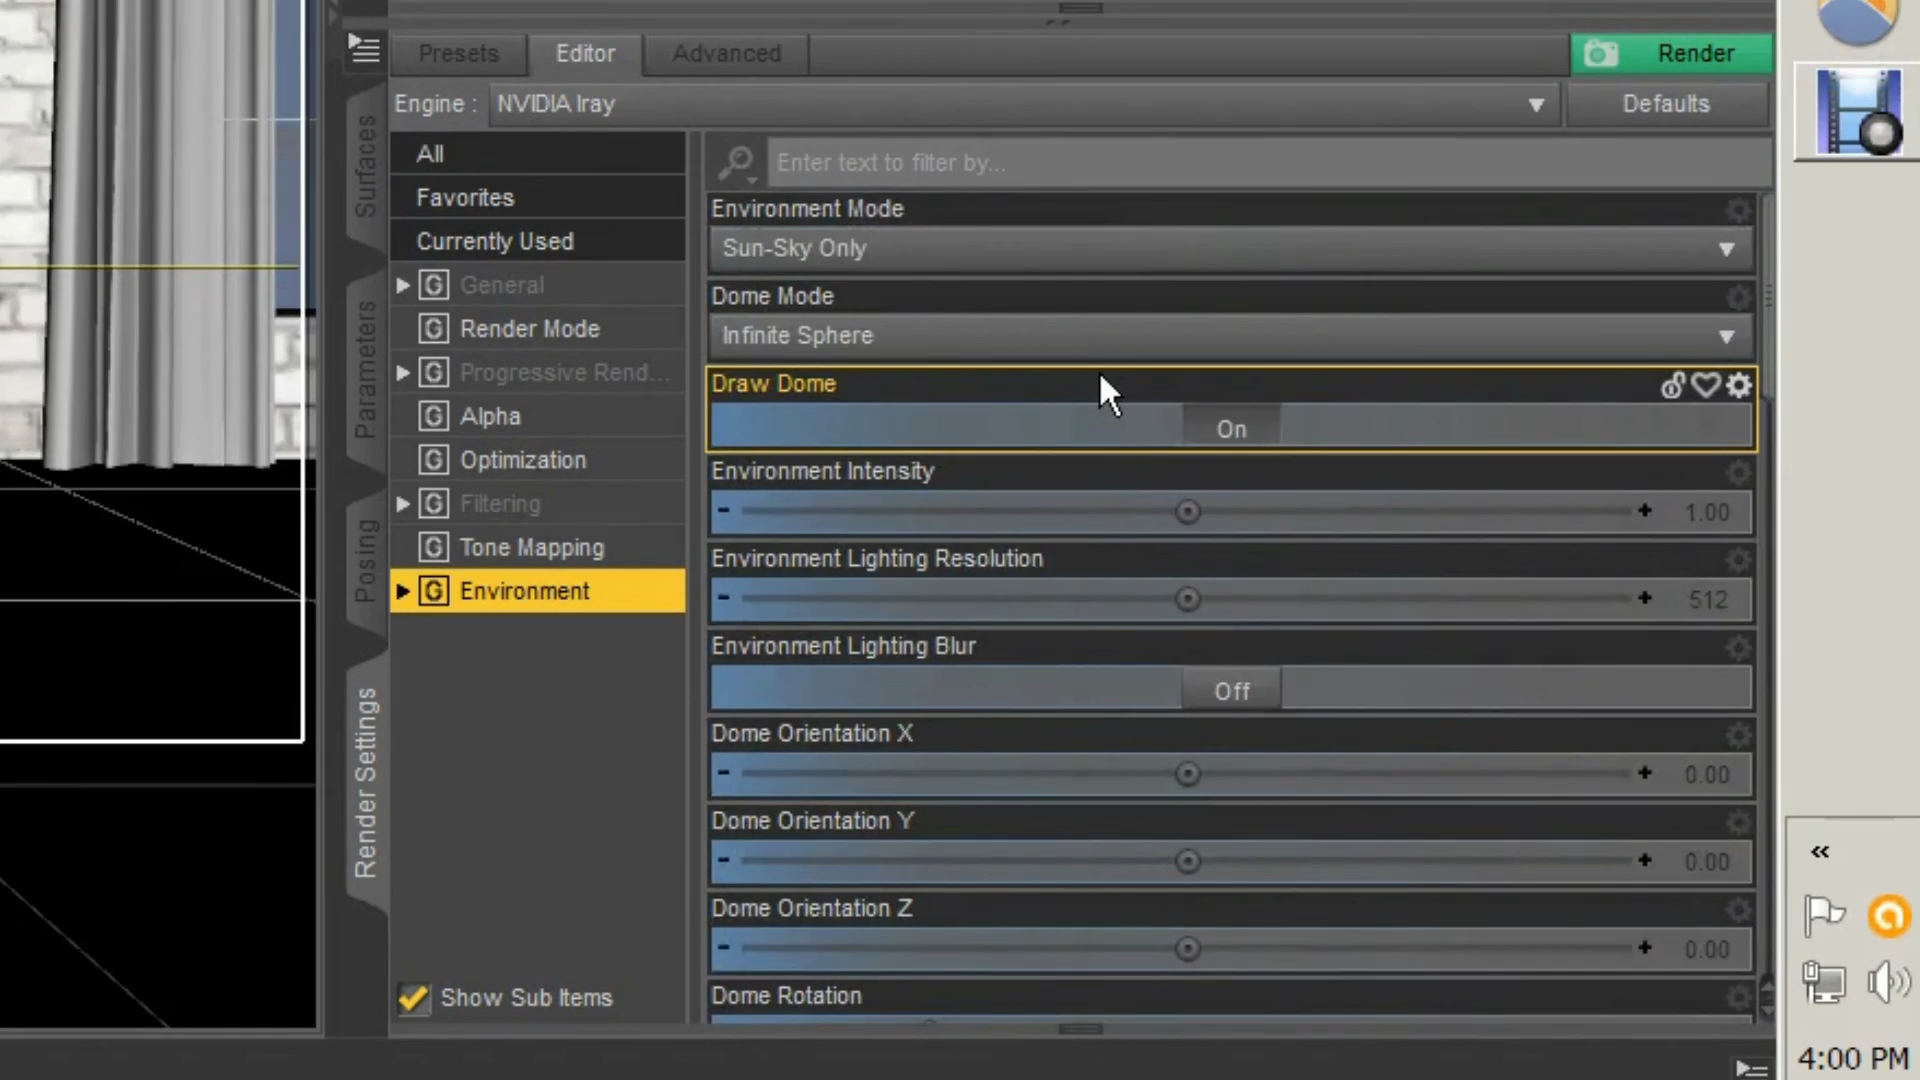 Presets
Editor
Advanced
Render
Engine :
NVIDIA Iray
Defaults
Surfaces
Parameters
Posing
Render Settings
All
Favorites
Currently Used
General
Render Mode
Progressive Rend...
Alpha
Optimization
Filtering
Tone Mapping
Environment
Show Sub Items
Enter text to filter by...
Environment Mode
Sun-Sky Only
Dome Mode
Infinite Sphere
Draw Dome
On
Environment Intensity
1.00
Environment Lighting Resolution
512
Environment Lighting Blur
Off
Dome Orientation X
0.00
Dome Orientation Y
0.00
Dome Orientation Z
0.00
Dome Rotation
4:00 PM